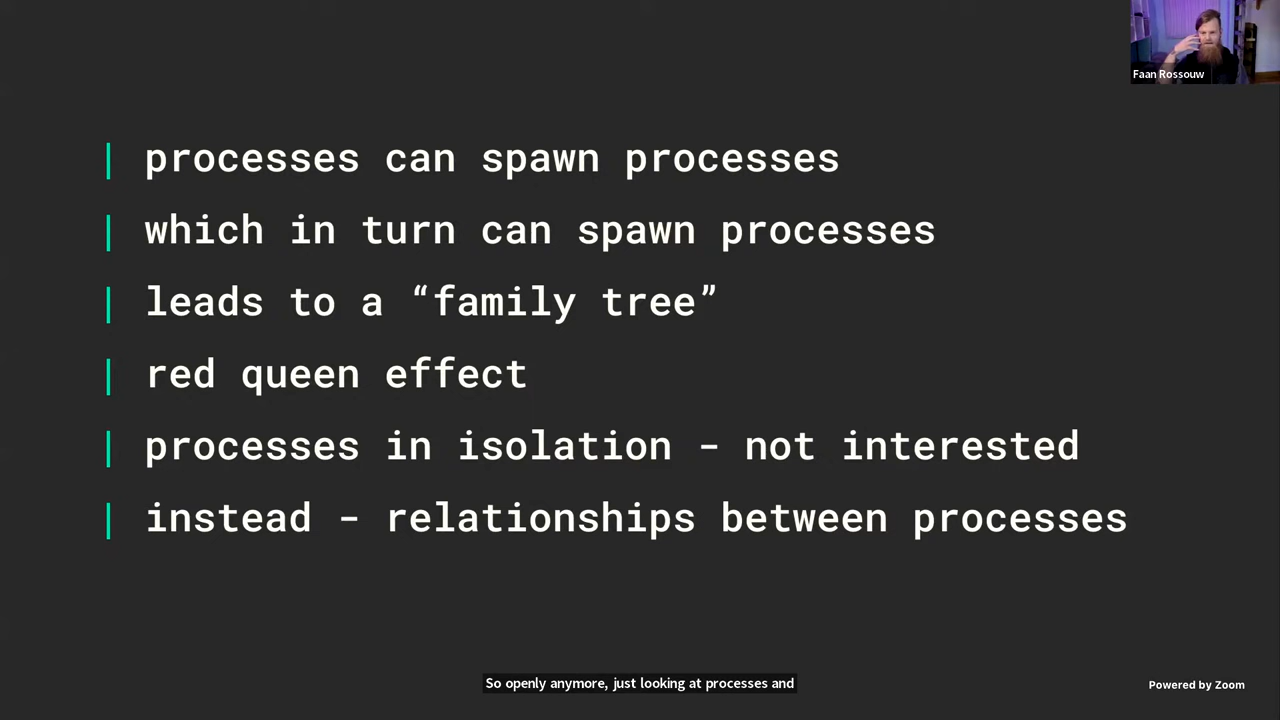 Faan Rossouw
| processes can spawn processes
| which in turn can spawn processes
| leads to a “family tree”
| red queen effect
| processes in isolation – not interested
| instead – relationships between processes
So openly anymore, just looking at processes and
Powered by Zoom